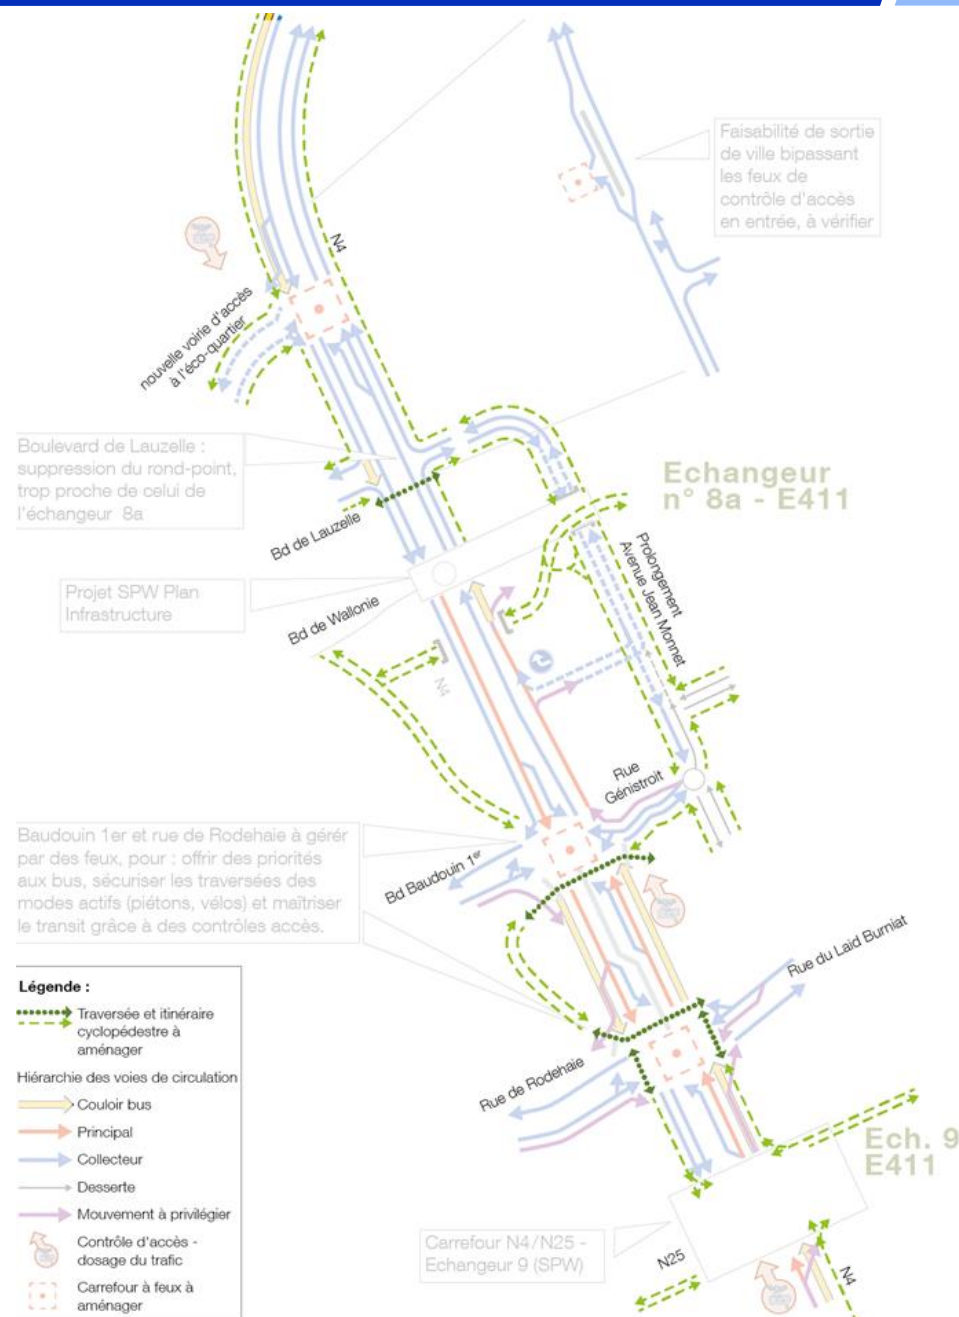 Faisabilité de sortie
de ville bipassant
les feux de
contrôle d'accès
en entrée, à vérifier
N4
nouvelle voirie d'accès
à l'éco-quartier
Boulevard de Lauzelle :
suppression du rond-point,
trop proche de celui de
l'échangeur 8a
Echangeur
n° 8a - E411
Bd de Lauzelle
Prolongement
Avenue Jean Monnet
Projet SPW Plan
Infrastructure
Bd de Wallonie
N4
Rue
Génistroit
Baudouin 1er et rue de Rodehaie à gérér
par des feux, pour : offrir des priorités
aux bus, sécuriser les traversées des
modes actifs (piétons, vélos) et maîtriser
le transit grâce à des contrôles accès.
Bd Baudouin 1er
Rue du Laid Burniat
Rue de Rodehaie
Ech. 9
E411
Carrefour N4/N25 -
Echangeur 9 (SPW)
N25
N4
Légende :
Traversée et itinéraire
cyclopédestre à
aménager
Hiérarchie des voies de circulation
Couloir bus
Principal
Collecteur
Desserte
Mouvement à privilégier
Contrôle d'accès -
dosage du trafic
Carrefour à feux à
aménager